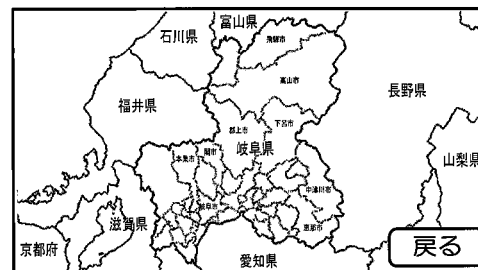 富山県
石川県
飛騨市
高山市
長野県
福井県
郡上市
下呂市
岐阜県
関市
本巣市
山梨県
中津川市
岐阜市
滋賀県
恵那市
京都府
戻る
愛知県